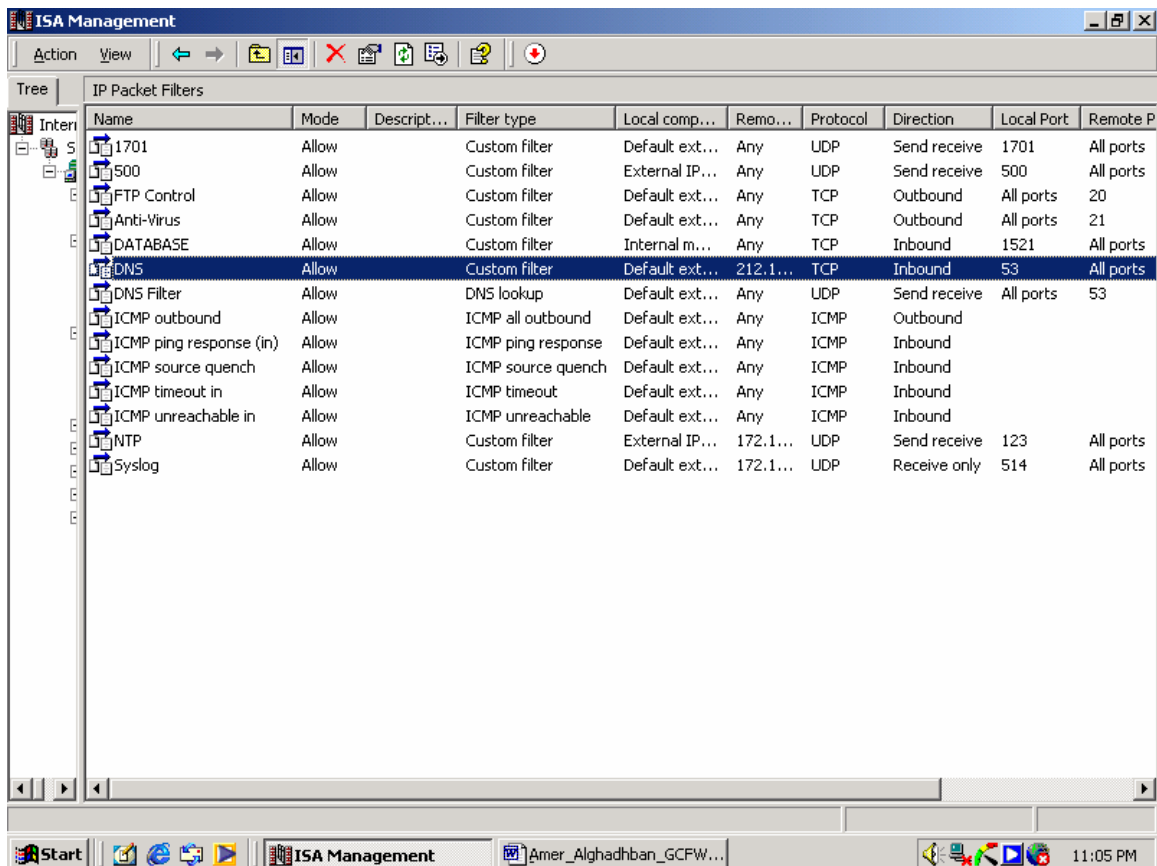 ISA Management
Action View
Tree IP Packet Filters
Interi Name Mode Descript... Filter type Local comp... Remo... Protocol Direction Local Port Remote P
S 1701 Allow Custom filter Default ext... Any UDP Send receive 1701 All ports
500 Allow Custom filter External IP... Any UDP Send receive 500 All ports
FTP Control Allow Custom filter Default ext... Any TCP Outbound All ports 20
Anti-Virus Allow Custom filter Default ext... Any TCP Outbound All ports 21
DATABASE Allow Custom filter Internal m... Any TCP Inbound 1521 All ports
DNS Allow Custom filter Default ext... 212.1... TCP Inbound 53 All ports
DNS Filter Allow DNS lookup Default ext... Any UDP Send receive All ports 53
ICMP outbound Allow ICMP all outbound Default ext... Any ICMP Outbound
ICMP ping response (in) Allow ICMP ping response Default ext... Any ICMP Inbound
ICMP source quench Allow ICMP source quench Default ext... Any ICMP Inbound
ICMP timeout in Allow ICMP timeout Default ext... Any ICMP Inbound
ICMP unreachable in Allow ICMP unreachable Default ext... Any ICMP Inbound
NTP Allow Custom filter External IP... 172.1... UDP Send receive 123 All ports
Syslog Allow Custom filter Default ext... 172.1... UDP Receive only 514 All ports
Start ISA Management Amer_Alghadhban_GCFW... 11:05 PM